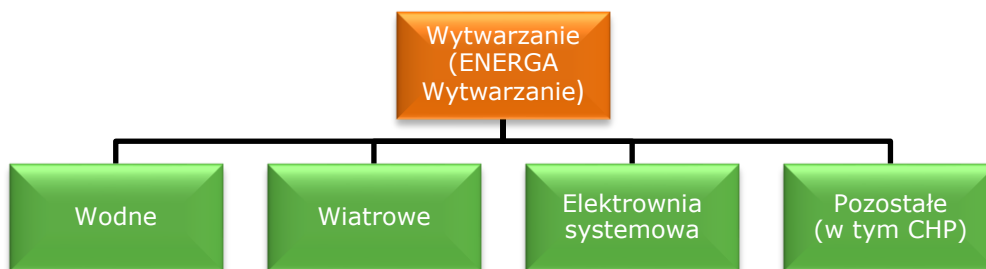 Wytwarzanie
(ENERGA
Wytwarzanie)
Wodne
Wiatrowe
Elektrownia
systemowa
Pozostałe
(w tym CHP)